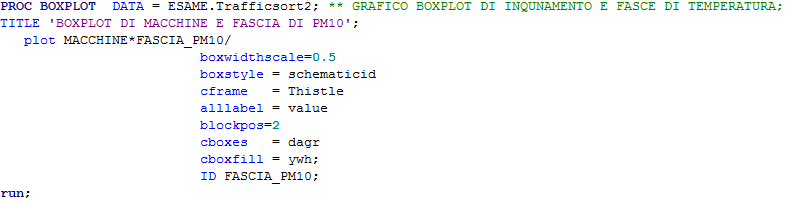 PROC BOXPLOT  DATA = ESAME.Trafficsort2; ** GRAFICO BOXPLOT DI INQUNAMENTO E FASCE DI TEMPERATURA;
TITLE 'BOXPLOT DI MACCHINE E FASCIA DI PM10';
   plot MACCHINE*FASCIA_PM10/
                         boxwidthscale=0.5
                         boxstyle = schematicid
                         cframe   = Thistle
                         alllabel = value
                         blockpos=2
                         cboxes   = dagr
                         cboxfill = ywh;
                         ID FASCIA_PM10;
run;